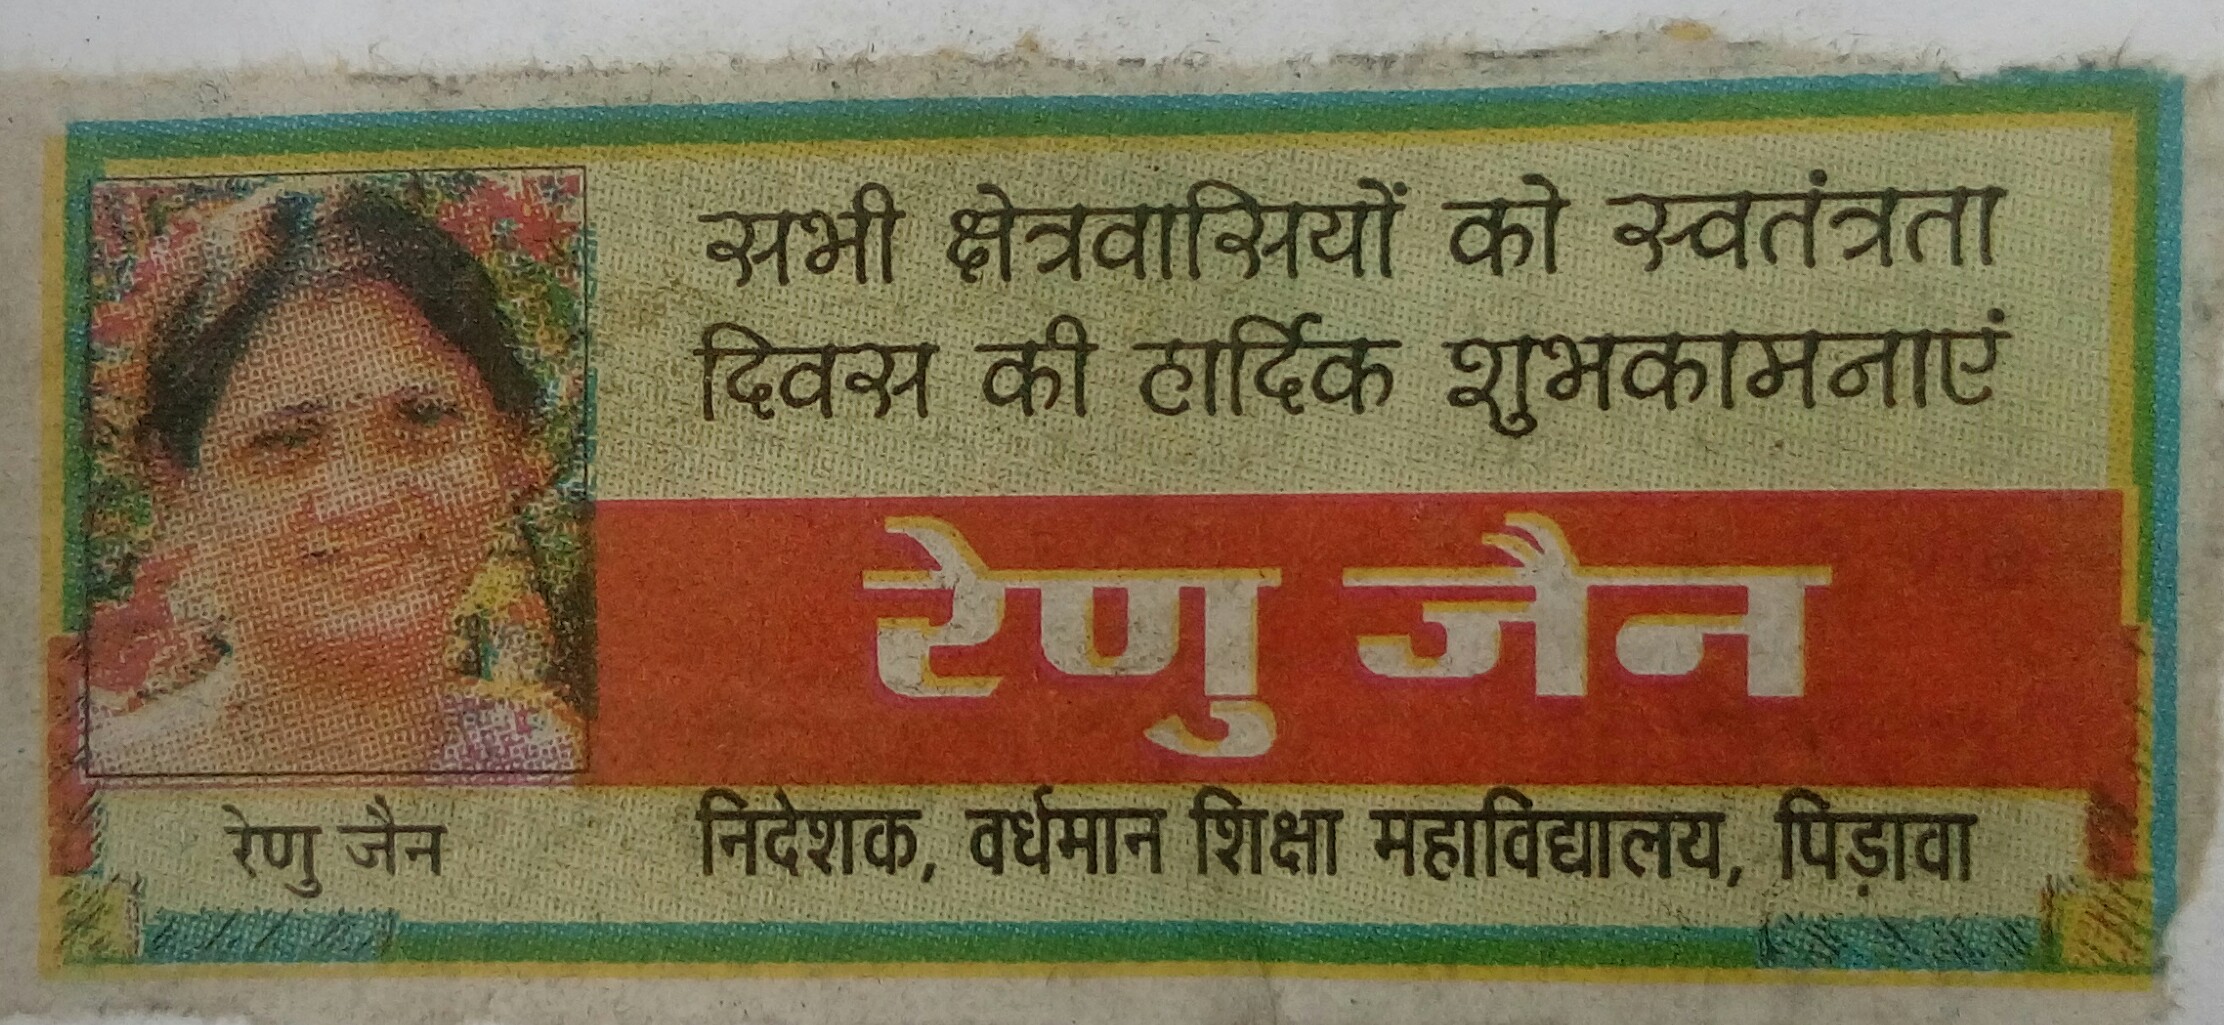 सभी क्षेत्रवासियों को स्वतंत्रता
दिवस की हार्दिक शुभकामनाएं
रेणु जैन
रेणु जैन
निदेशक, वर्धमान शिक्षा महाविद्यालय, पिड़ावा